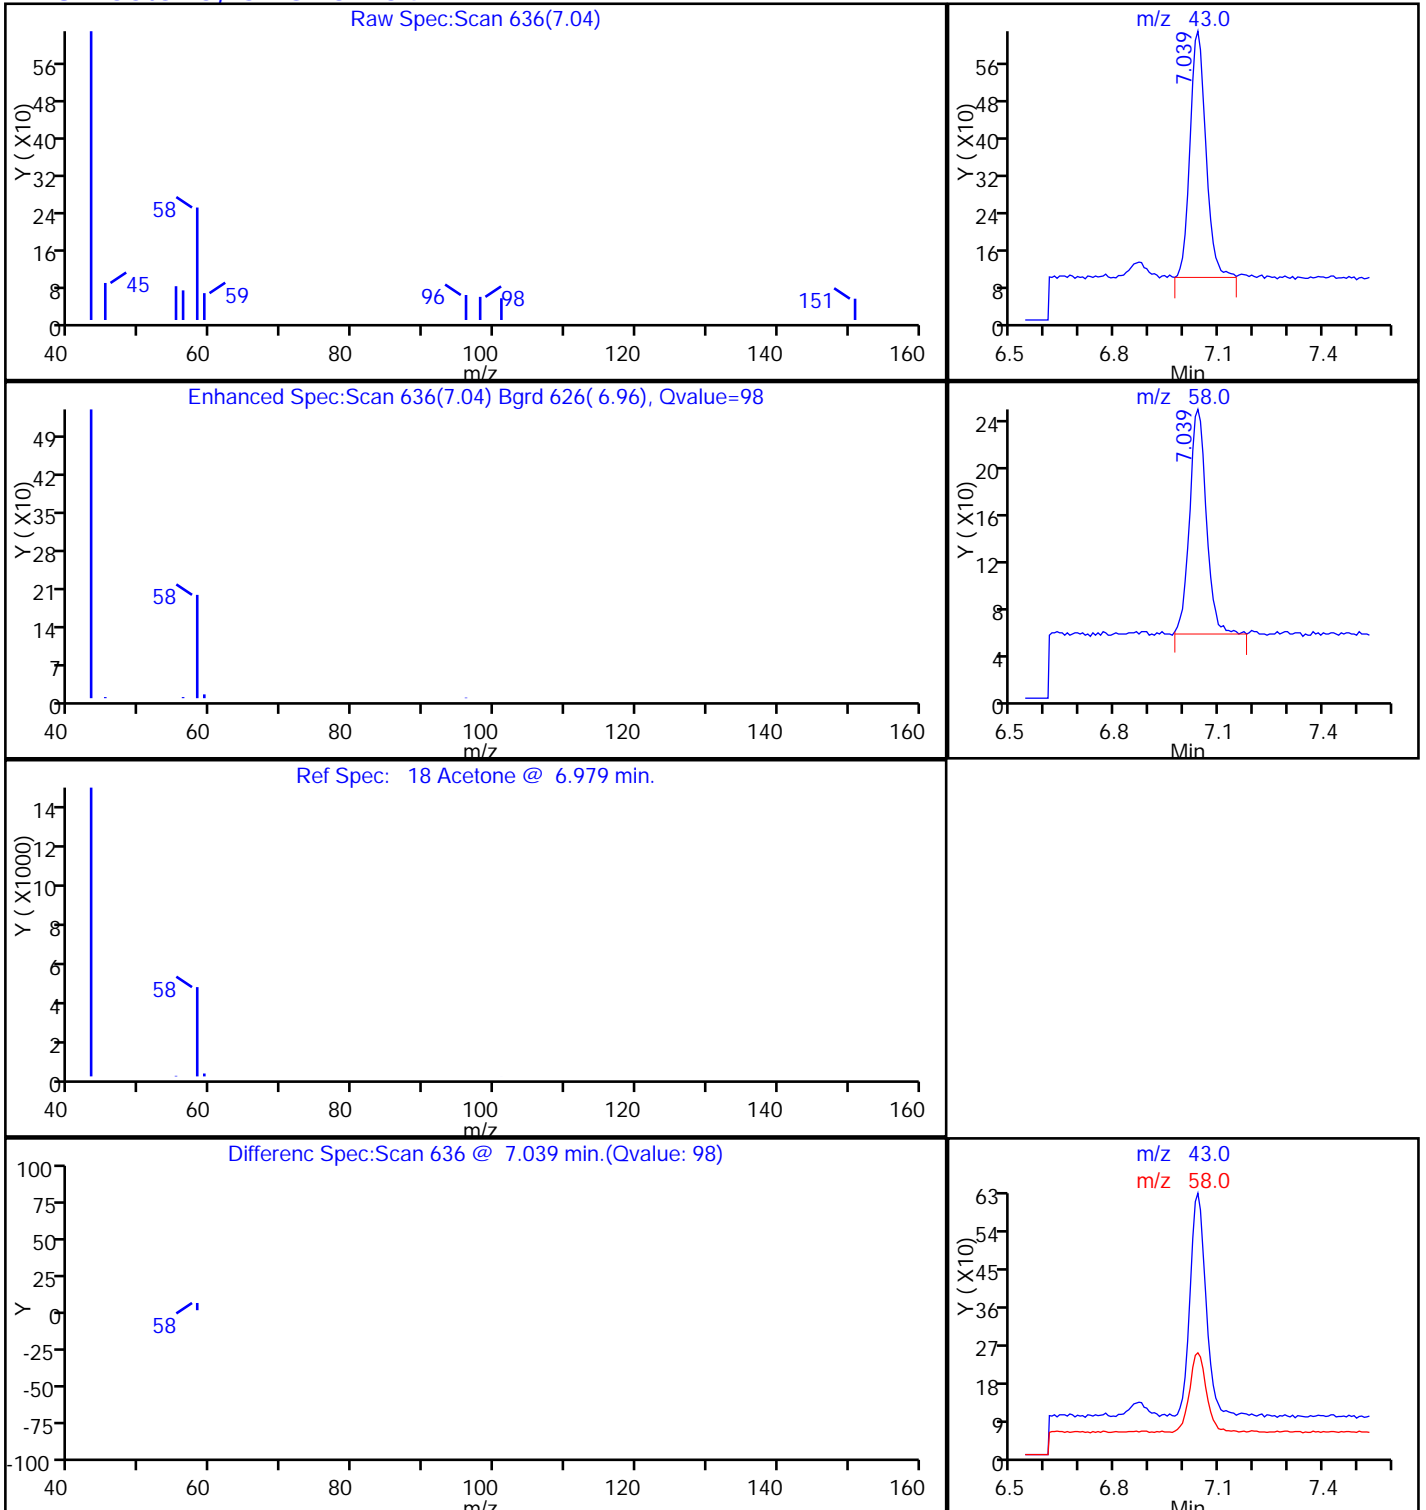 Raw Spec:Scan 636(7.04)
Y ( X10)
56
48
40
32
24
16
8
0
58
45
59
96
98
151
40 60 80 100 120 140 160
m/z
m/z 43.0
7.039
Y ( X10)
56
48
40
32
24
16
8
0
6.5 6.8 7.1 7.4
Min
Enhanced Spec:Scan 636(7.04) Bgrd 626( 6.96), Qvalue=98
Y ( X10)
49
42
35
28
21
14
7
0
58
40 60 80 100 120 140 160
m/z
m/z 58.0
7.039
Y ( X10)
24
20
16
12
8
4
0
6.5 6.8 7.1 7.4
Min
Ref Spec: 18 Acetone @ 6.979 min.
Y ( X1000)
14
12
10
8
6
4
2
0
58
40 60 80 100 120 140 160
m/z
Differenc Spec:Scan 636 @ 7.039 min.(Qvalue: 98)
Y
100
75
50
25
0
-25
-50
-75
-100
58
40 60 80 100 120 140 160
m/z
m/z 43.0
m/z 58.0
Y ( X10)
63
54
45
36
27
18
9
0
6.5 6.8 7.1 7.4
Min